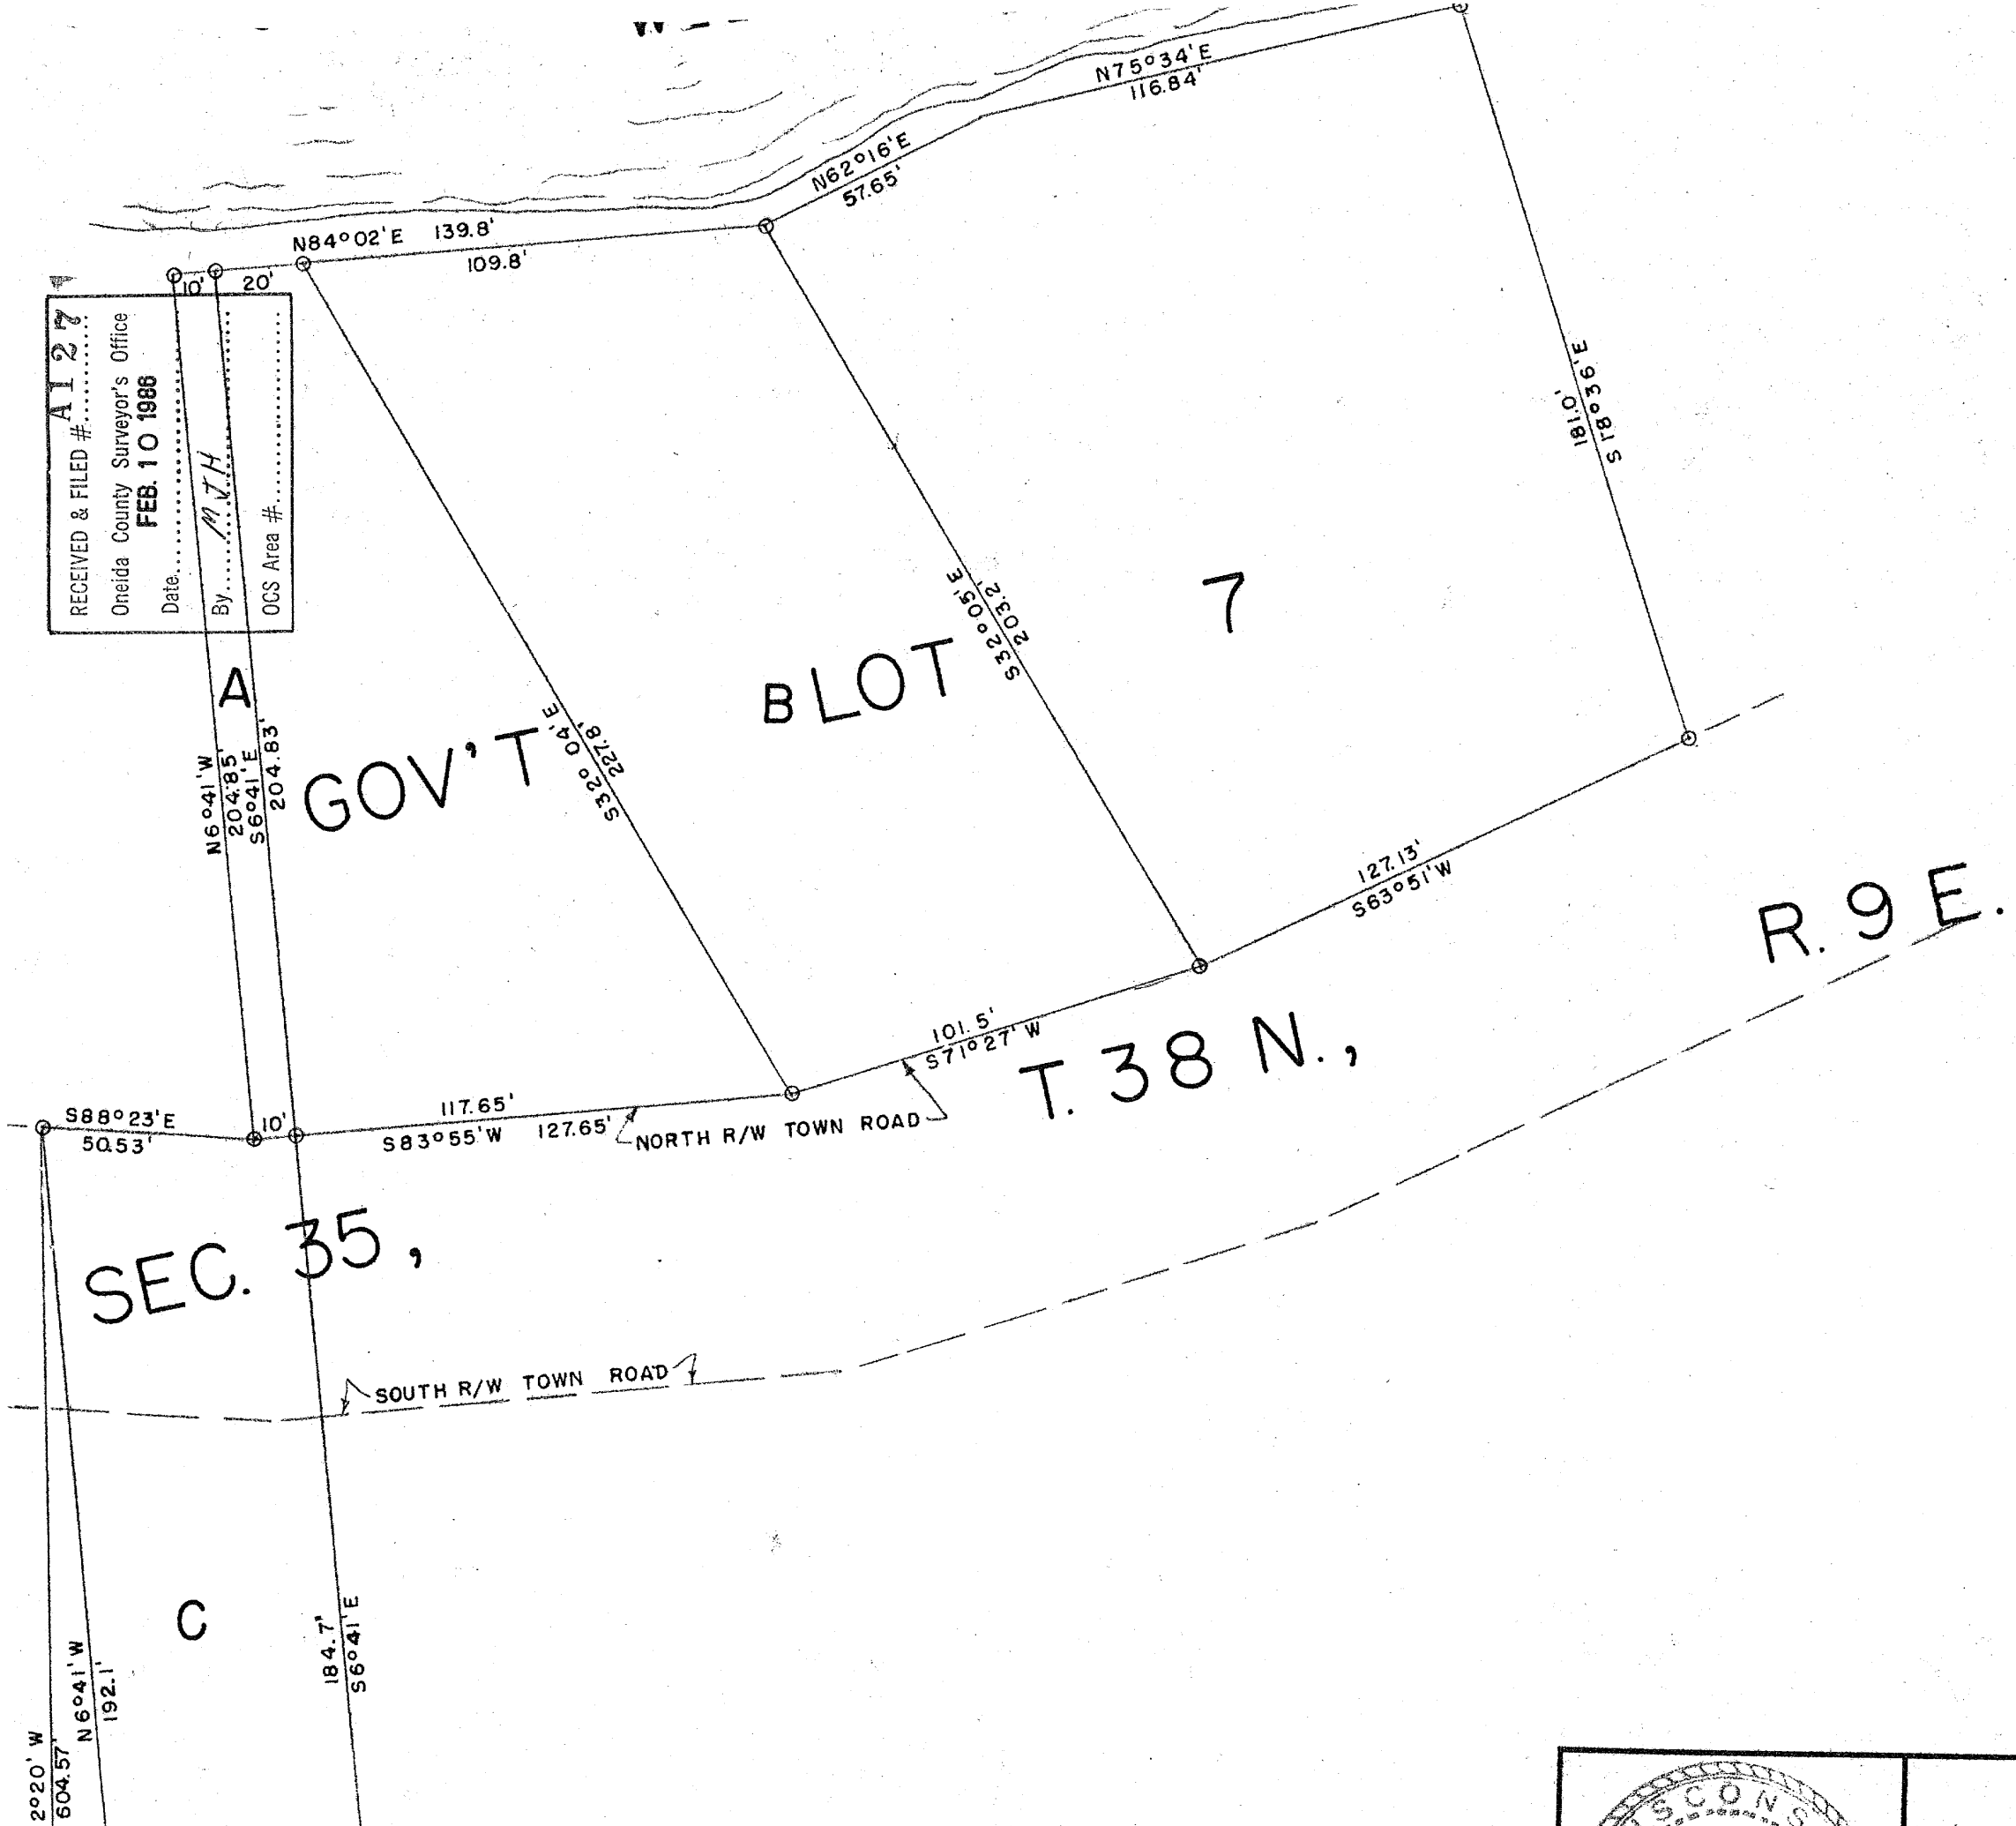 N75°34'E
116.84'
N62°16'E
57.65'
N84°02'E 139.8'
109.8'
10' 20'
RECEIVED & FILED # A127
Oneida County Surveyor's Office
FEB. 10 1986
Date
By MJH
OCS Area #
181.0'
S18°36'E
7
S32°05'E
203.2'
B LOT
A
GOV'T
S32°04'E
227.8'
N6°41'W
204.85'
S6°41'E
204.83'
127.13'
S63°51'W
R. 9 E.
101.5'
S71°27'W
T. 38 N.,
S88°23'E
50.53'
10'
117.65'
S83°55'W 127.65'
NORTH R/W TOWN ROAD
SEC. 35,
SOUTH R/W TOWN ROAD
C
184.7'
S6°41'E
N6°41'W
192.1'
2°20'W
604.57'
SCONS